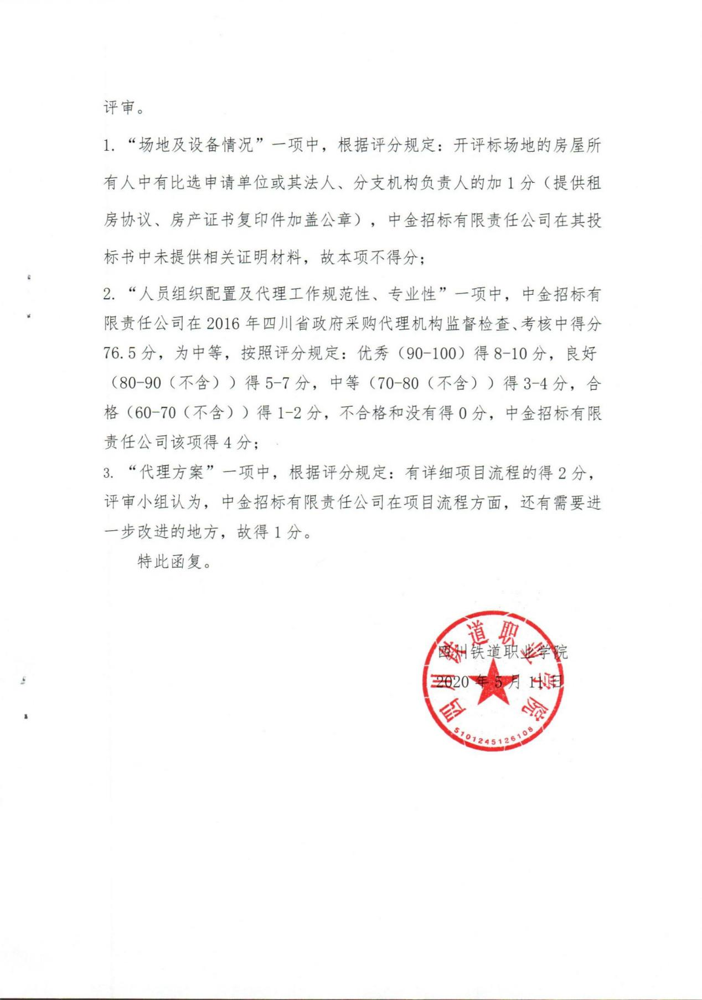 评审。
1. “场地及设备情况”一项中，根据评分规定：开评标场地的房屋所
有人中有比选申请单位或其法人、分支机构负责人的加 1 分（提供租
房协议、房产证书复印件加盖公章），中金招标有限责任公司在其投
标书中未提供相关证明材料，故本项不得分；
2. “人员组织配置及代理工作规范性、专业性”一项中，中金招标有
限责任公司在 2016 年四川省政府采购代理机构监督检查、考核中得分
76.5 分，为中等，按照评分规定：优秀（90-100）得 8-10 分，良好
（80-90（不含））得 5-7 分，中等（70-80（不含））得 3-4 分，合
格（60-70（不含））得 1-2 分，不合格和没有得 0 分，中金招标有限
责任公司该项得 4 分；
3. “代理方案”一项中，根据评分规定：有详细项目流程的得 2 分，
评审小组认为，中金招标有限责任公司在项目流程方面，还有需要进
一步改进的地方，故得 1 分。
特此函复。
四川铁道职业学院
2020 年 5 月 11 日
四川铁道职业学院
5101245126108